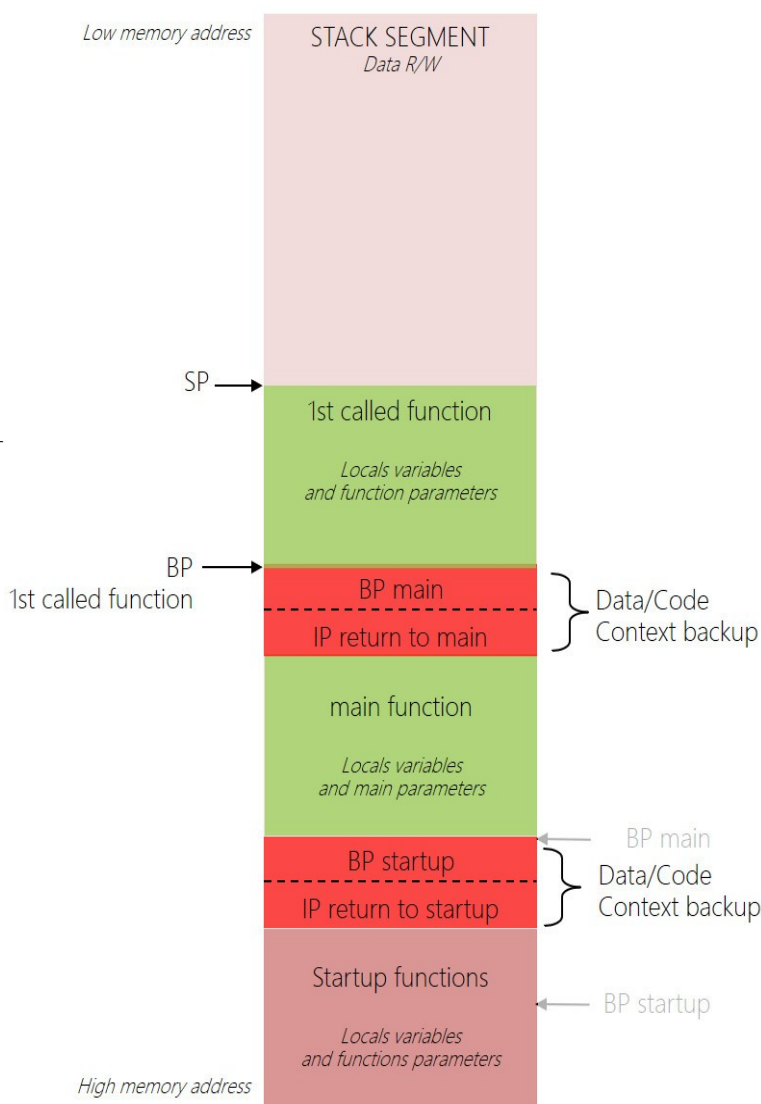 Low memory address
STACK SEGMENT
Data R/W
SP
1st called function
Locals variables
and function parameters
BP
1st called function
BP main
IP return to main
Data/Code
Context backup
main function
Locals variables
and main parameters
BP main
BP startup
IP return to startup
Data/Code
Context backup
Startup functions
BP startup
Locals variables
and functions parameters
High memory address